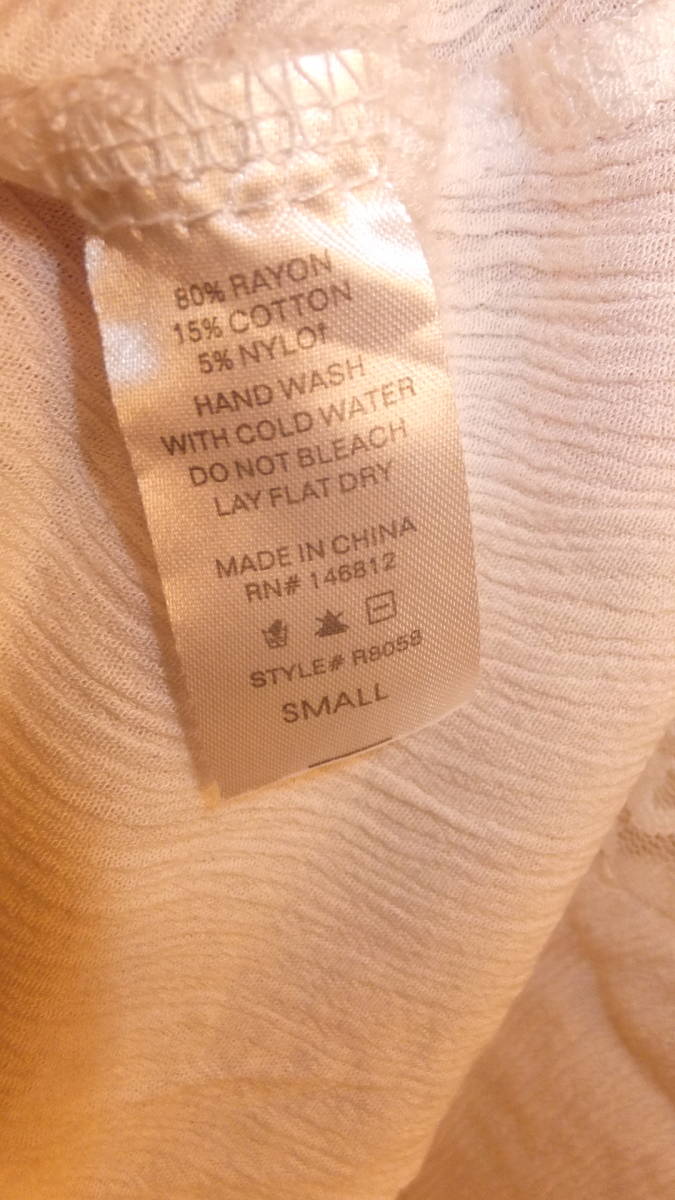 80% RAYON
15% COTTON
5% NYLON
HAND WASH
WITH COLD WATER
DO NOT BLEACH
LAY FLAT DRY
MADE IN CHINA
RN# 146812
STYLE# R8058
SMALL